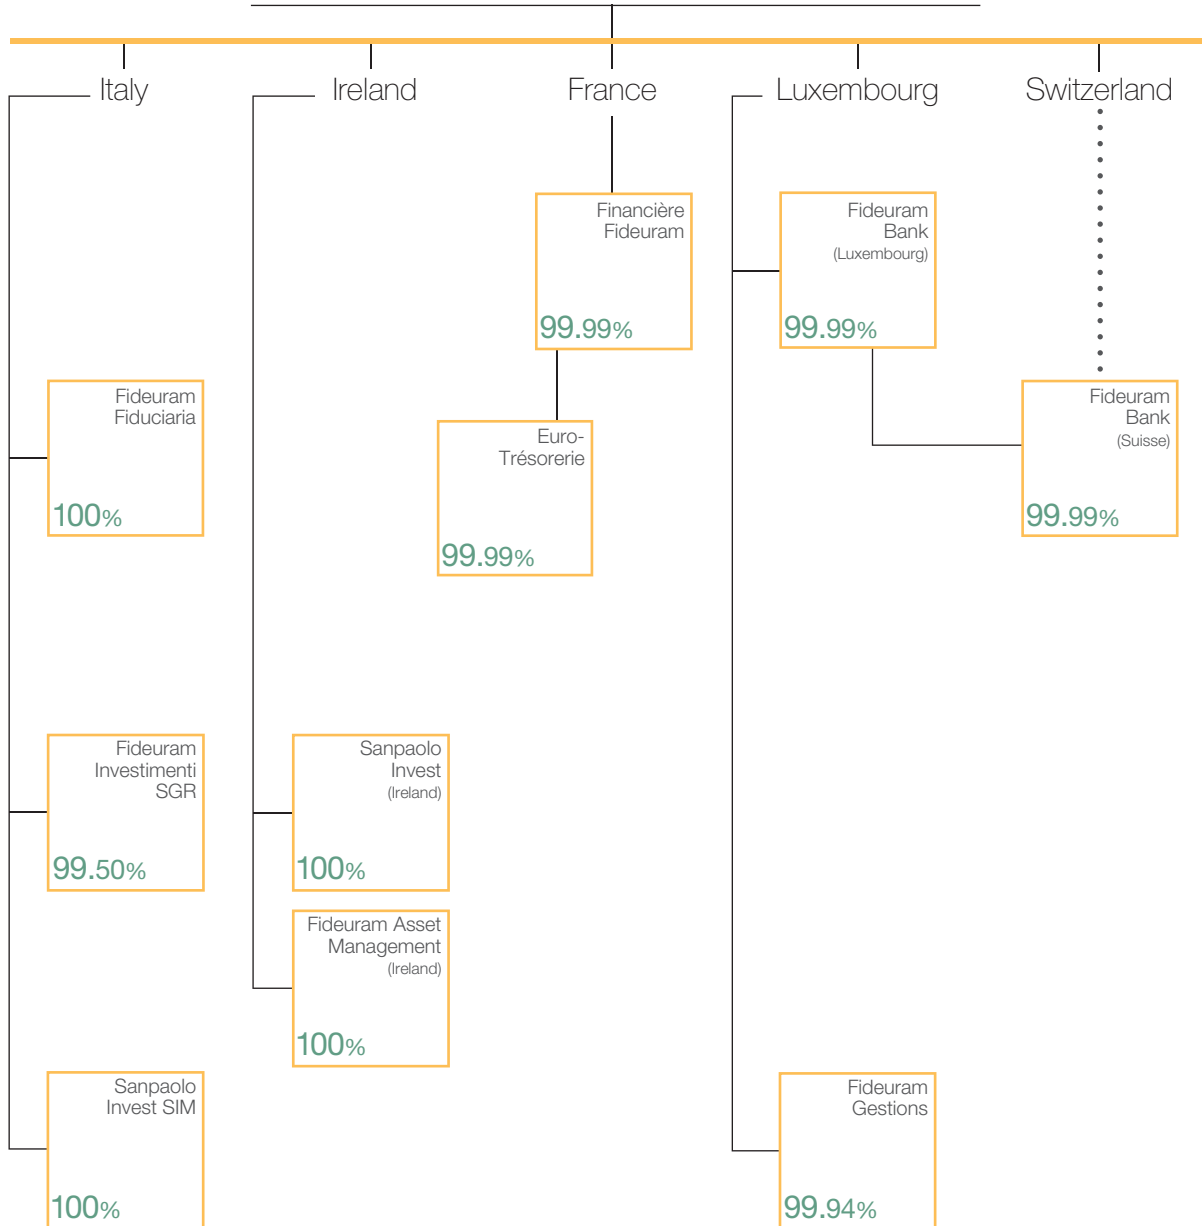 Italy
Ireland
France
Luxembourg
Switzerland
Financière
Fideuram
99.99%
Fideuram
Bank
(Luxembourg)
99.99%
Fideuram
Fiduciaria
100%
Euro-
Trésorerie
99.99%
Fideuram
Bank
(Suisse)
99.99%
Fideuram
Investimenti
SGR
99.50%
Sanpaolo
Invest
(Ireland)
100%
Fideuram Asset
Management
(Ireland)
100%
Sanpaolo
Invest SIM
100%
Fideuram
Gestions
99.94%